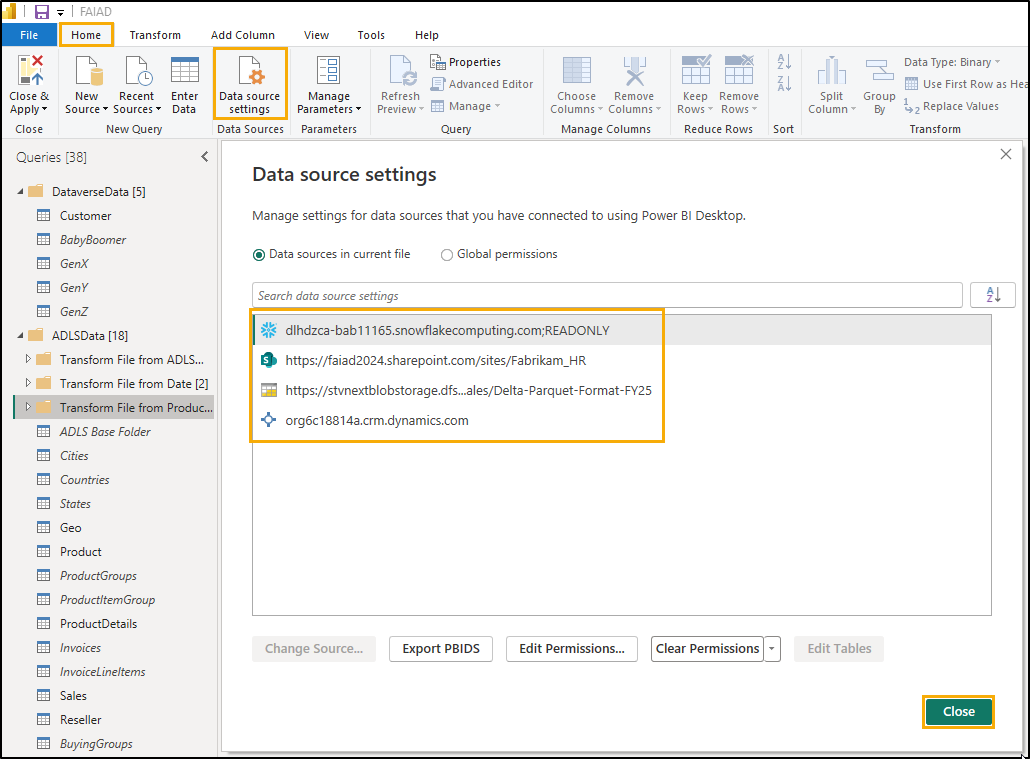 FAIAD
File Home Transform Add Column View Tools Help
Close & Apply
New Source
Recent Sources
Enter Data
Data source settings
Manage Parameters
Refresh Preview
Properties
Advanced Editor
Manage
Choose Columns
Remove Columns
Keep Rows
Remove Rows
Split Column
Group By
Data Type: Binary
Use First Row as Hea
Replace Values
Close New Query Data Sources Parameters Query Manage Columns Reduce Rows Sort Transform
Queries [38]
DataverseData [5]
Customer
BabyBoomer
GenX
GenY
GenZ
ADLSData [18]
Transform File from ADLS...
Transform File from Date [2]
Transform File from Produc...
ADLS Base Folder
Cities
Countries
States
Geo
Product
ProductGroups
ProductItemGroup
ProductDetails
Invoices
InvoiceLineItems
Sales
Reseller
BuyingGroups
Data source settings
Manage settings for data sources that you have connected to using Power BI Desktop.
Data sources in current file Global permissions
Search data source settings
dlhdzca-bab11165.snowflakecomputing.com;READONLY
https://faiad2024.sharepoint.com/sites/Fabrikam_HR
https://stvnextblobstorage.dfs...ales/Delta-Parquet-Format-FY25
org6c18814a.crm.dynamics.com
Change Source... Export PBIDS Edit Permissions... Clear Permissions Edit Tables
Close